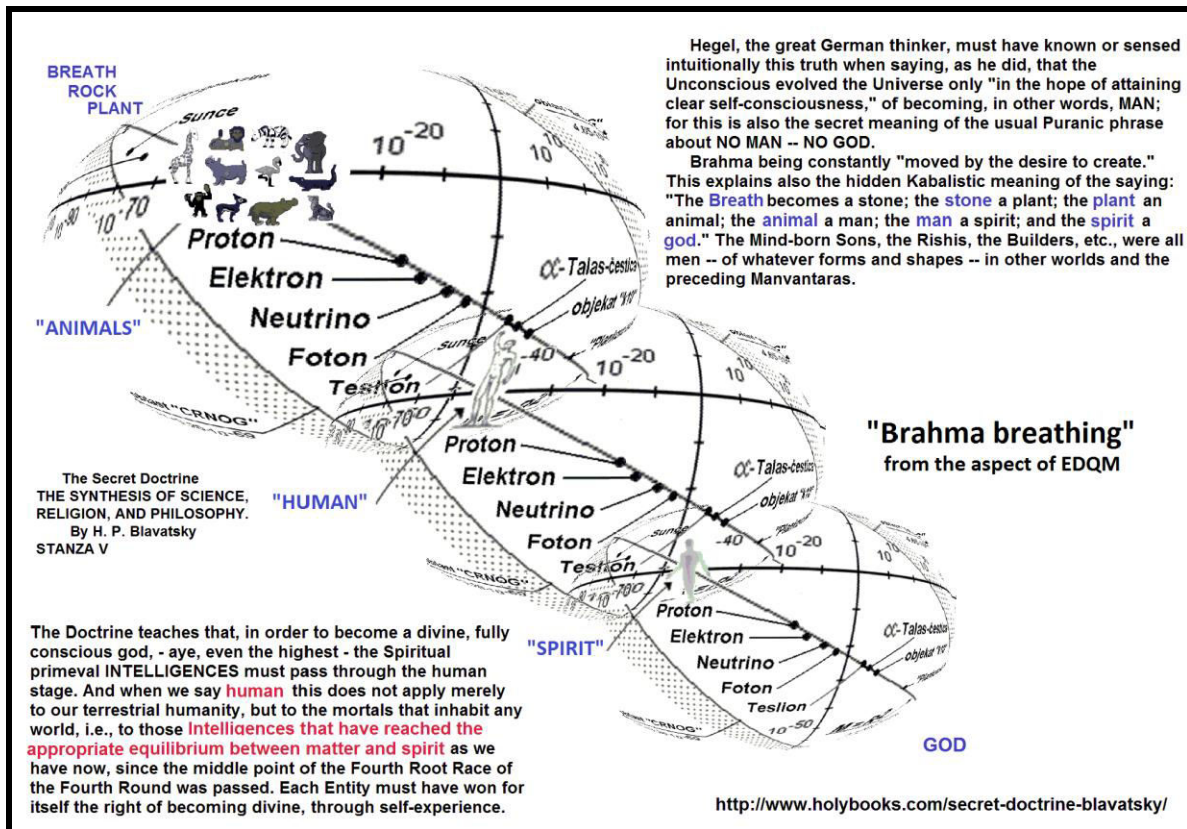 BREATH
ROCK
PLANT
Sunce
10-20
10-70
Proton
Elektron
Neutrino
Foton
Teslion
α-Talas-čestica
objekat "x10"
"ANIMALS"
Hegel, the great German thinker, must have known or sensed
intuitionally this truth when saying, as he did, that the
Unconscious evolved the Universe only "in the hope of attaining
clear self-consciousness," of becoming, in other words, MAN;
for this is also the secret meaning of the usual Puranic phrase
about NO MAN -- NO GOD.
Brahma being constantly "moved by the desire to create."
This explains also the hidden Kabalistic meaning of the saying:
"The Breath becomes a stone; the stone a plant; the plant an
animal; the animal a man; the man a spirit; and the spirit a
god." The Mind-born Sons, the Rishis, the Builders, etc., were all
men -- of whatever forms and shapes -- in other worlds and the
preceding Manvantaras.
"CRNOG"
Sunce
-40
10-20
10 10
Proton
Elektron
Neutrino
Foton
Teslion
α-Talas-čestica
objekat "x10"
"HUMAN"
"Brahma breathing"
from the aspect of EDQM
The Secret Doctrine
THE SYNTHESIS OF SCIENCE,
RELIGION, AND PHILOSOPHY.
By H. P. Blavatsky
STANZA V
"CRNOG"
Sunce
-40
10-20
Proton
Elektron
Neutrino
Foton
Teslion
α-Talas-čestica
objekat "x10"
10-50
"SPIRIT"
GOD
The Doctrine teaches that, in order to become a divine, fully
conscious god, - aye, even the highest - the Spiritual
primeval INTELLIGENCES must pass through the human
stage. And when we say human this does not apply merely
to our terrestrial humanity, but to the mortals that inhabit any
world, i.e., to those Intelligences that have reached the
appropriate equilibrium between matter and spirit as we
have now, since the middle point of the Fourth Root Race of
the Fourth Round was passed. Each Entity must have won for
itself the right of becoming divine, through self-experience.
http://www.holybooks.com/secret-doctrine-blavatsky/